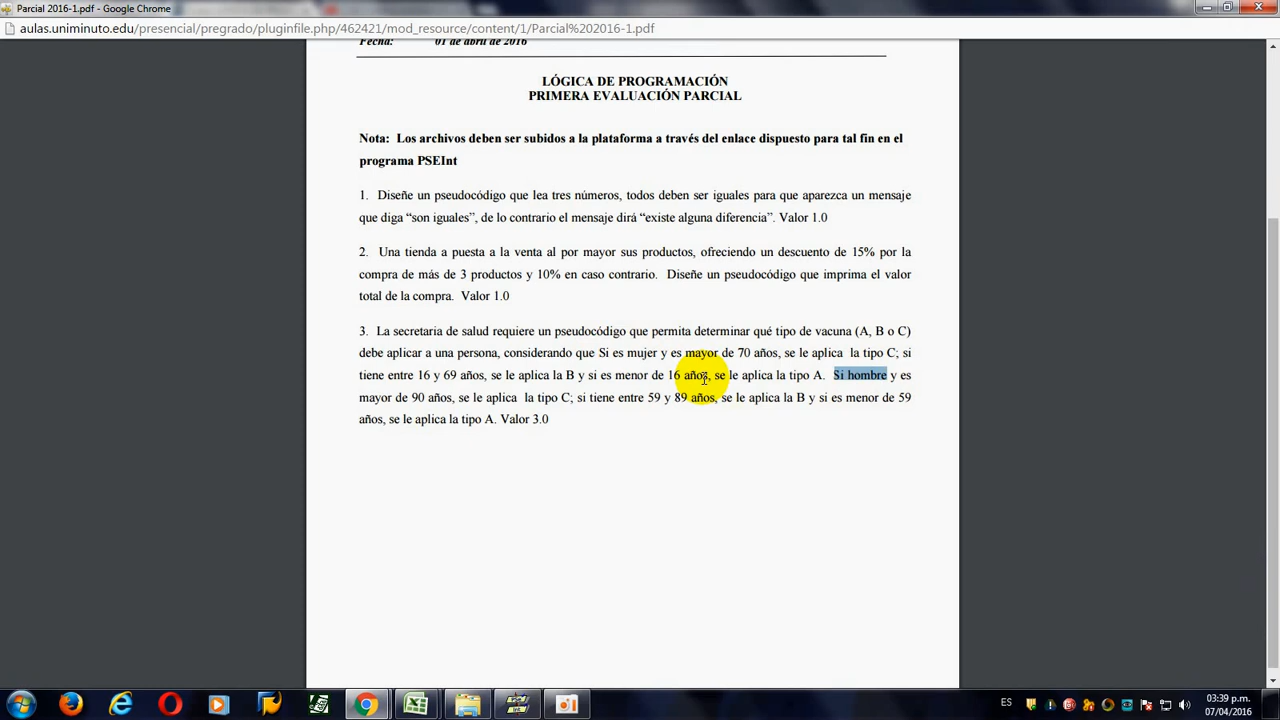 Parcial 2016-1.pdf - Google Chrome
aulas.uniminuto.edu/presencial/pregrado/pluginfile.php/462421/mod_resource/content/1/Parcial%202016-1.pdf
Fecha: 01 de abril de 2016
LÓGICA DE PROGRAMACIÓN
PRIMERA EVALUACIÓN PARCIAL
Nota: Los archivos deben ser subidos a la plataforma a través del enlace dispuesto para tal fin en el
programa PSEInt
1. Diseñe un pseudocódigo que lea tres números, todos deben ser iguales para que aparezca un mensaje
que diga “son iguales”, de lo contrario el mensaje dirá “existe alguna diferencia”. Valor 1.0
2. Una tienda a puesta a la venta al por mayor sus productos, ofreciendo un descuento de 15% por la
compra de más de 3 productos y 10% en caso contrario. Diseñe un pseudocódigo que imprima el valor
total de la compra. Valor 1.0
3. La secretaria de salud requiere un pseudocódigo que permita determinar qué tipo de vacuna (A, B o C)
debe aplicar a una persona, considerando que Si es mujer y es mayor de 70 años, se le aplica la tipo C; si
tiene entre 16 y 69 años, se le aplica la B y si es menor de 16 años, se le aplica la tipo A. Si hombre y es
mayor de 90 años, se le aplica la tipo C; si tiene entre 59 y 89 años, se le aplica la B y si es menor de 59
años, se le aplica la tipo A. Valor 3.0
ES
03:39 p.m.
07/04/2016